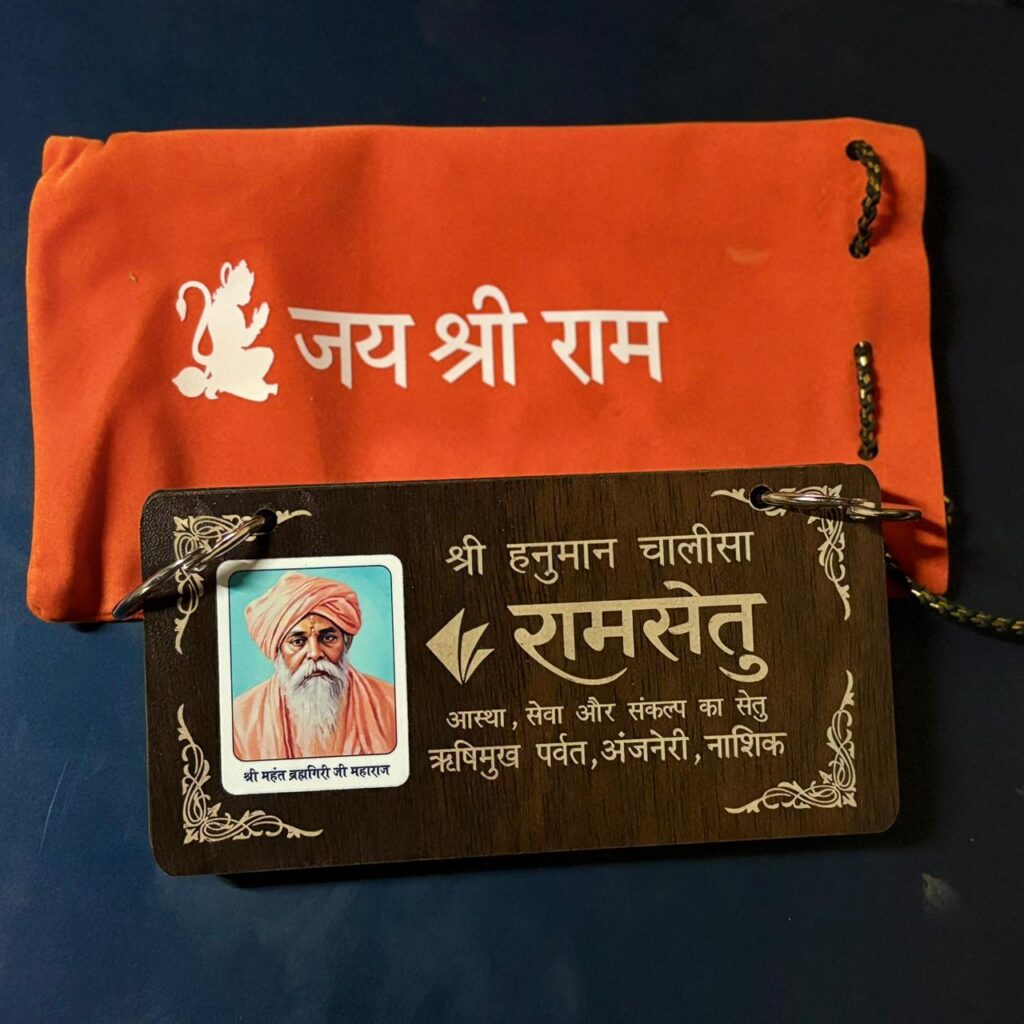 जय श्री राम
श्री हनुमान चालीसा
रामसेतु
आस्था, सेवा और संकल्प का सेतु
ऋषिमुख पर्वत, अंजनेरी, नाशिक
श्री महंत ब्रह्मगिरी जी महाराज